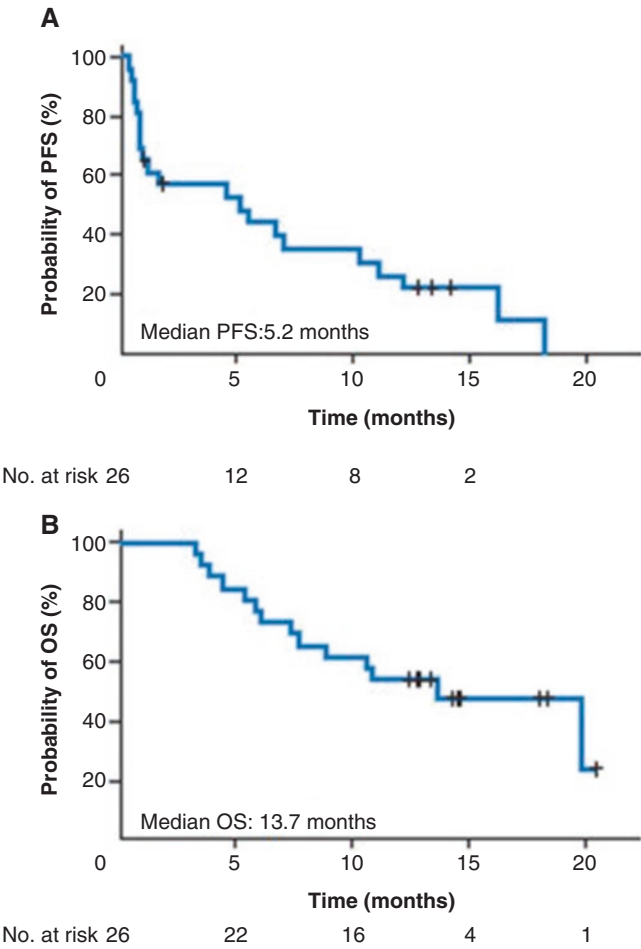 A
Probability of PFS (%)
100
80
60
40
20
Median PFS:5.2 months
0 5 10 15 20
Time (months)
No. at risk 26 12 8 2
B
Probability of OS (%)
100
80
60
40
20
Median OS: 13.7 months
0 5 10 15 20
Time (months)
No. at risk 26 22 16 4 1